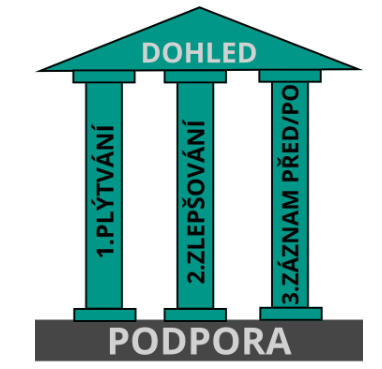 DOHLED
1.PLÝTVÁNÍ
2.ZLEPŠOVÁNÍ
3.ZÁZNAM PŘED/PO
PODPORA